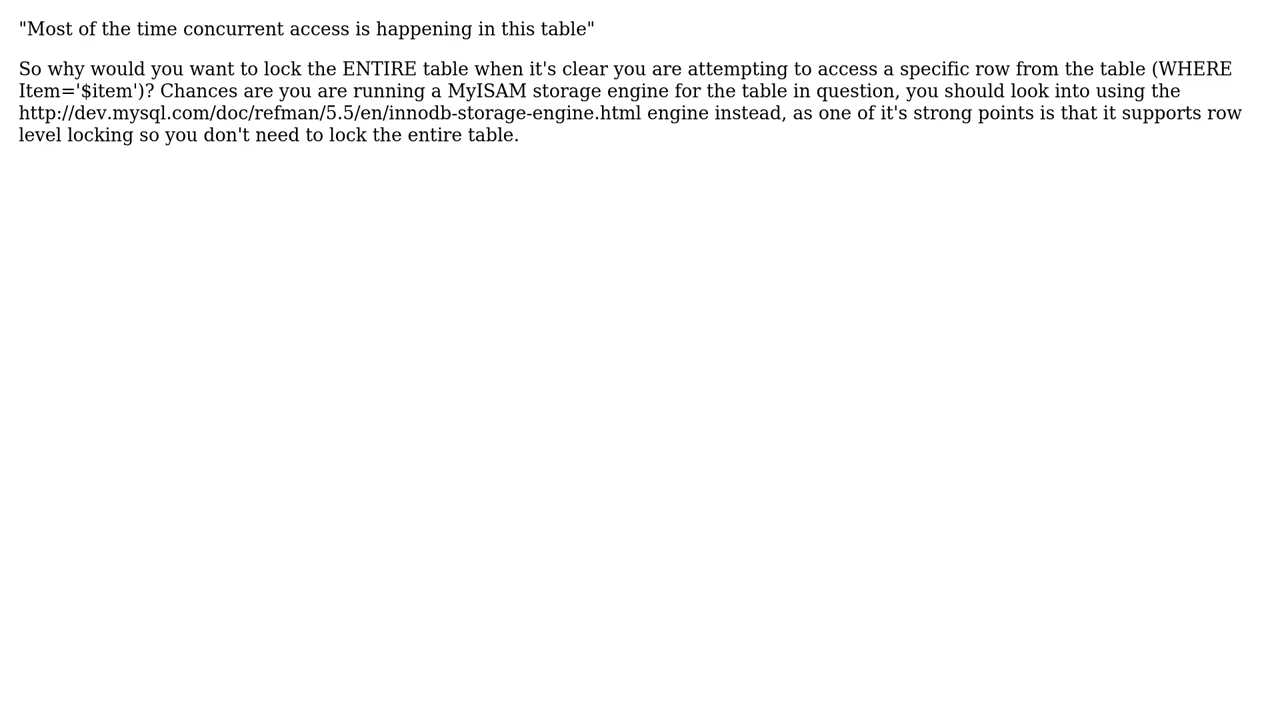 "Most of the time concurrent access is happening in this table"
So why would you want to lock the ENTIRE table when it's clear you are attempting to access a specific row from the table (WHERE
Item='$item')? Chances are you are running a MyISAM storage engine for the table in question, you should look into using the
http://dev.mysql.com/doc/refman/5.5/en/innodb-storage-engine.html engine instead, as one of it's strong points is that it supports row
level locking so you don't need to lock the entire table.